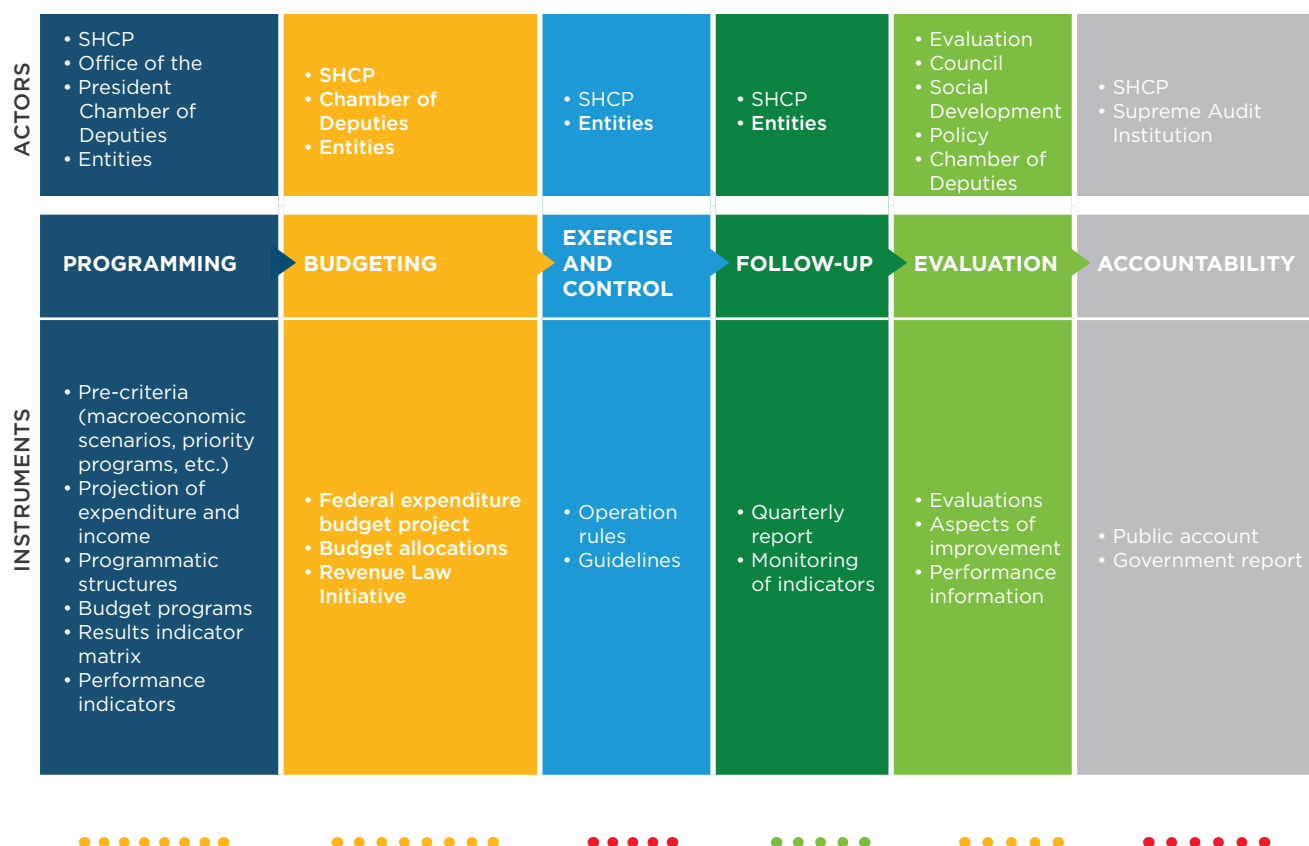 ACTORS
• SHCP
• Office of the
• President
Chamber of
Deputies
• Entities
• SHCP
• Chamber of
Deputies
• Entities
• SHCP
• Entities
• SHCP
• Entities
• Evaluation
• Council
• Social
Development
• Policy
• Chamber of
Deputies
• SHCP
• Supreme Audit
Institution
PROGRAMMING
BUDGETING
EXERCISE
AND
CONTROL
FOLLOW-UP
EVALUATION
ACCOUNTABILITY
INSTRUMENTS
• Pre-criteria
(macroeconomic
scenarios, priority
programs, etc.)
• Projection of
expenditure and
income
• Programmatic
structures
• Budget programs
• Results indicator
matrix
• Performance
indicators
• Federal expenditure
budget project
• Budget allocations
• Revenue Law
Initiative
• Operation
rules
• Guidelines
• Quarterly
report
• Monitoring
of indicators
• Evaluations
• Aspects of
improvement
• Performance
information
• Public account
• Government report